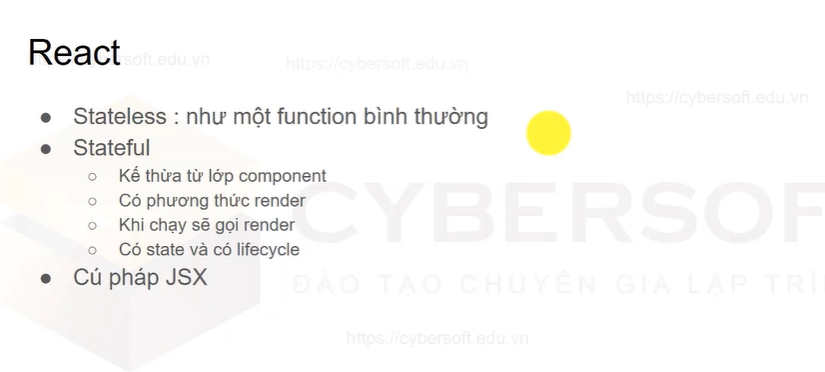 React
https://cybersoft.edu.vn
https://cybersoft.edu.vn
https://cybersoft.edu.vn
● Stateless : như một function bình thường
● Stateful
○ Kế thừa từ lớp component
○ Có phương thức render
○ Khi chạy sẽ gọi render
○ Có state và có lifecycle
● Cú pháp JSX
CYBERSOF
ĐÀO TẠO CHUYÊN GIA LẬP TRÌ
https://cybersoft.edu.vn